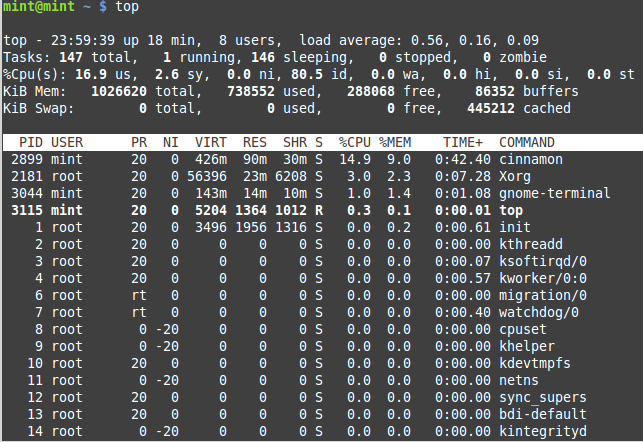 mint@mint ~ $ top
top - 23:59:39 up 18 min,  8 users,  load average: 0.56, 0.16, 0.09
Tasks: 147 total,   1 running, 146 sleeping,   0 stopped,   0 zombie
%Cpu(s): 16.9 us,  2.6 sy,  0.0 ni, 80.5 id,  0.0 wa,  0.0 hi,  0.0 si,  0.0 st
KiB Mem:   1026620 total,   738552 used,   288068 free,    86352 buffers
KiB Swap:        0 total,        0 used,        0 free,   445212 cached
  PID USER      PR  NI  VIRT  RES  SHR S  %CPU %MEM    TIME+  COMMAND
 2899 mint      20   0  426m  90m  30m S  14.9  9.0   0:42.40 cinnamon
 2181 root      20   0 56396  23m 6208 S   3.0  2.3   0:07.28 Xorg
 3044 mint      20   0  143m  14m  10m S   1.0  1.4   0:01.08 gnome-terminal
 3115 mint      20   0  5204 1364 1012 R   0.3  0.1   0:00.01 top
    1 root      20   0  3496 1956 1316 S   0.0  0.2   0:00.61 init
    2 root      20   0     0    0    0 S   0.0  0.0   0:00.00 kthreadd
    3 root      20   0     0    0    0 S   0.0  0.0   0:00.07 ksoftirqd/0
    4 root      20   0     0    0    0 S   0.0  0.0   0:00.57 kworker/0:0
    6 root      rt   0     0    0    0 S   0.0  0.0   0:00.00 migration/0
    7 root      rt   0     0    0    0 S   0.0  0.0   0:00.40 watchdog/0
    8 root       0 -20     0    0    0 S   0.0  0.0   0:00.00 cpuset
    9 root       0 -20     0    0    0 S   0.0  0.0   0:00.00 khelper
   10 root      20   0     0    0    0 S   0.0  0.0   0:00.00 kdevtmpfs
   11 root       0 -20     0    0    0 S   0.0  0.0   0:00.00 netns
   12 root      20   0     0    0    0 S   0.0  0.0   0:00.00 sync_supers
   13 root      20   0     0    0    0 S   0.0  0.0   0:00.00 bdi-default
   14 root       0 -20     0    0    0 S   0.0  0.0   0:00.00 kintegrityd